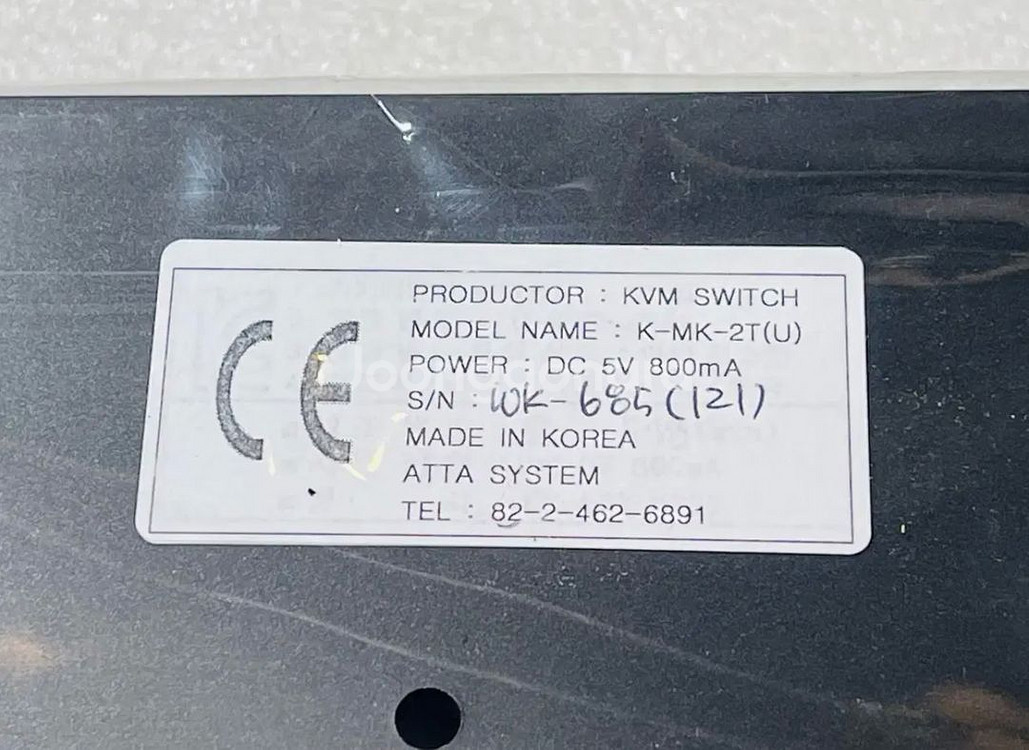 CE
PRODUCTOR : KVM SWITCH
MODEL NAME : K-MK-2T(U)
POWER : DC 5V 800mA
S/N : WK-685(121)
MADE IN KOREA
ATTA SYSTEM
TEL : 82-2-462-6891